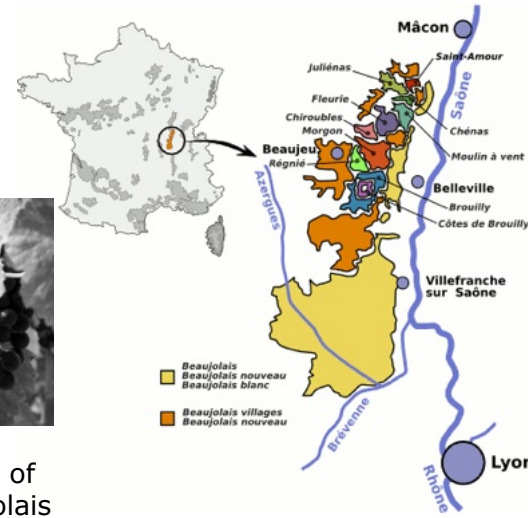 Mâcon
Saint-Amour
Juliénas
Saône
Fleurie
Chiroubles
Chénas
Morgon
Moulin à vent
Beaujeu
Régnié
Belleville
Azergues
Brouilly
Côtes de Brouilly
Villefranche
sur Saône
Beaujolais
Beaujolais nouveau
Beaujolais blanc
Beaujolais villages
Beaujolais nouveau
Brévenne
of
olais
Lyon
Rhône